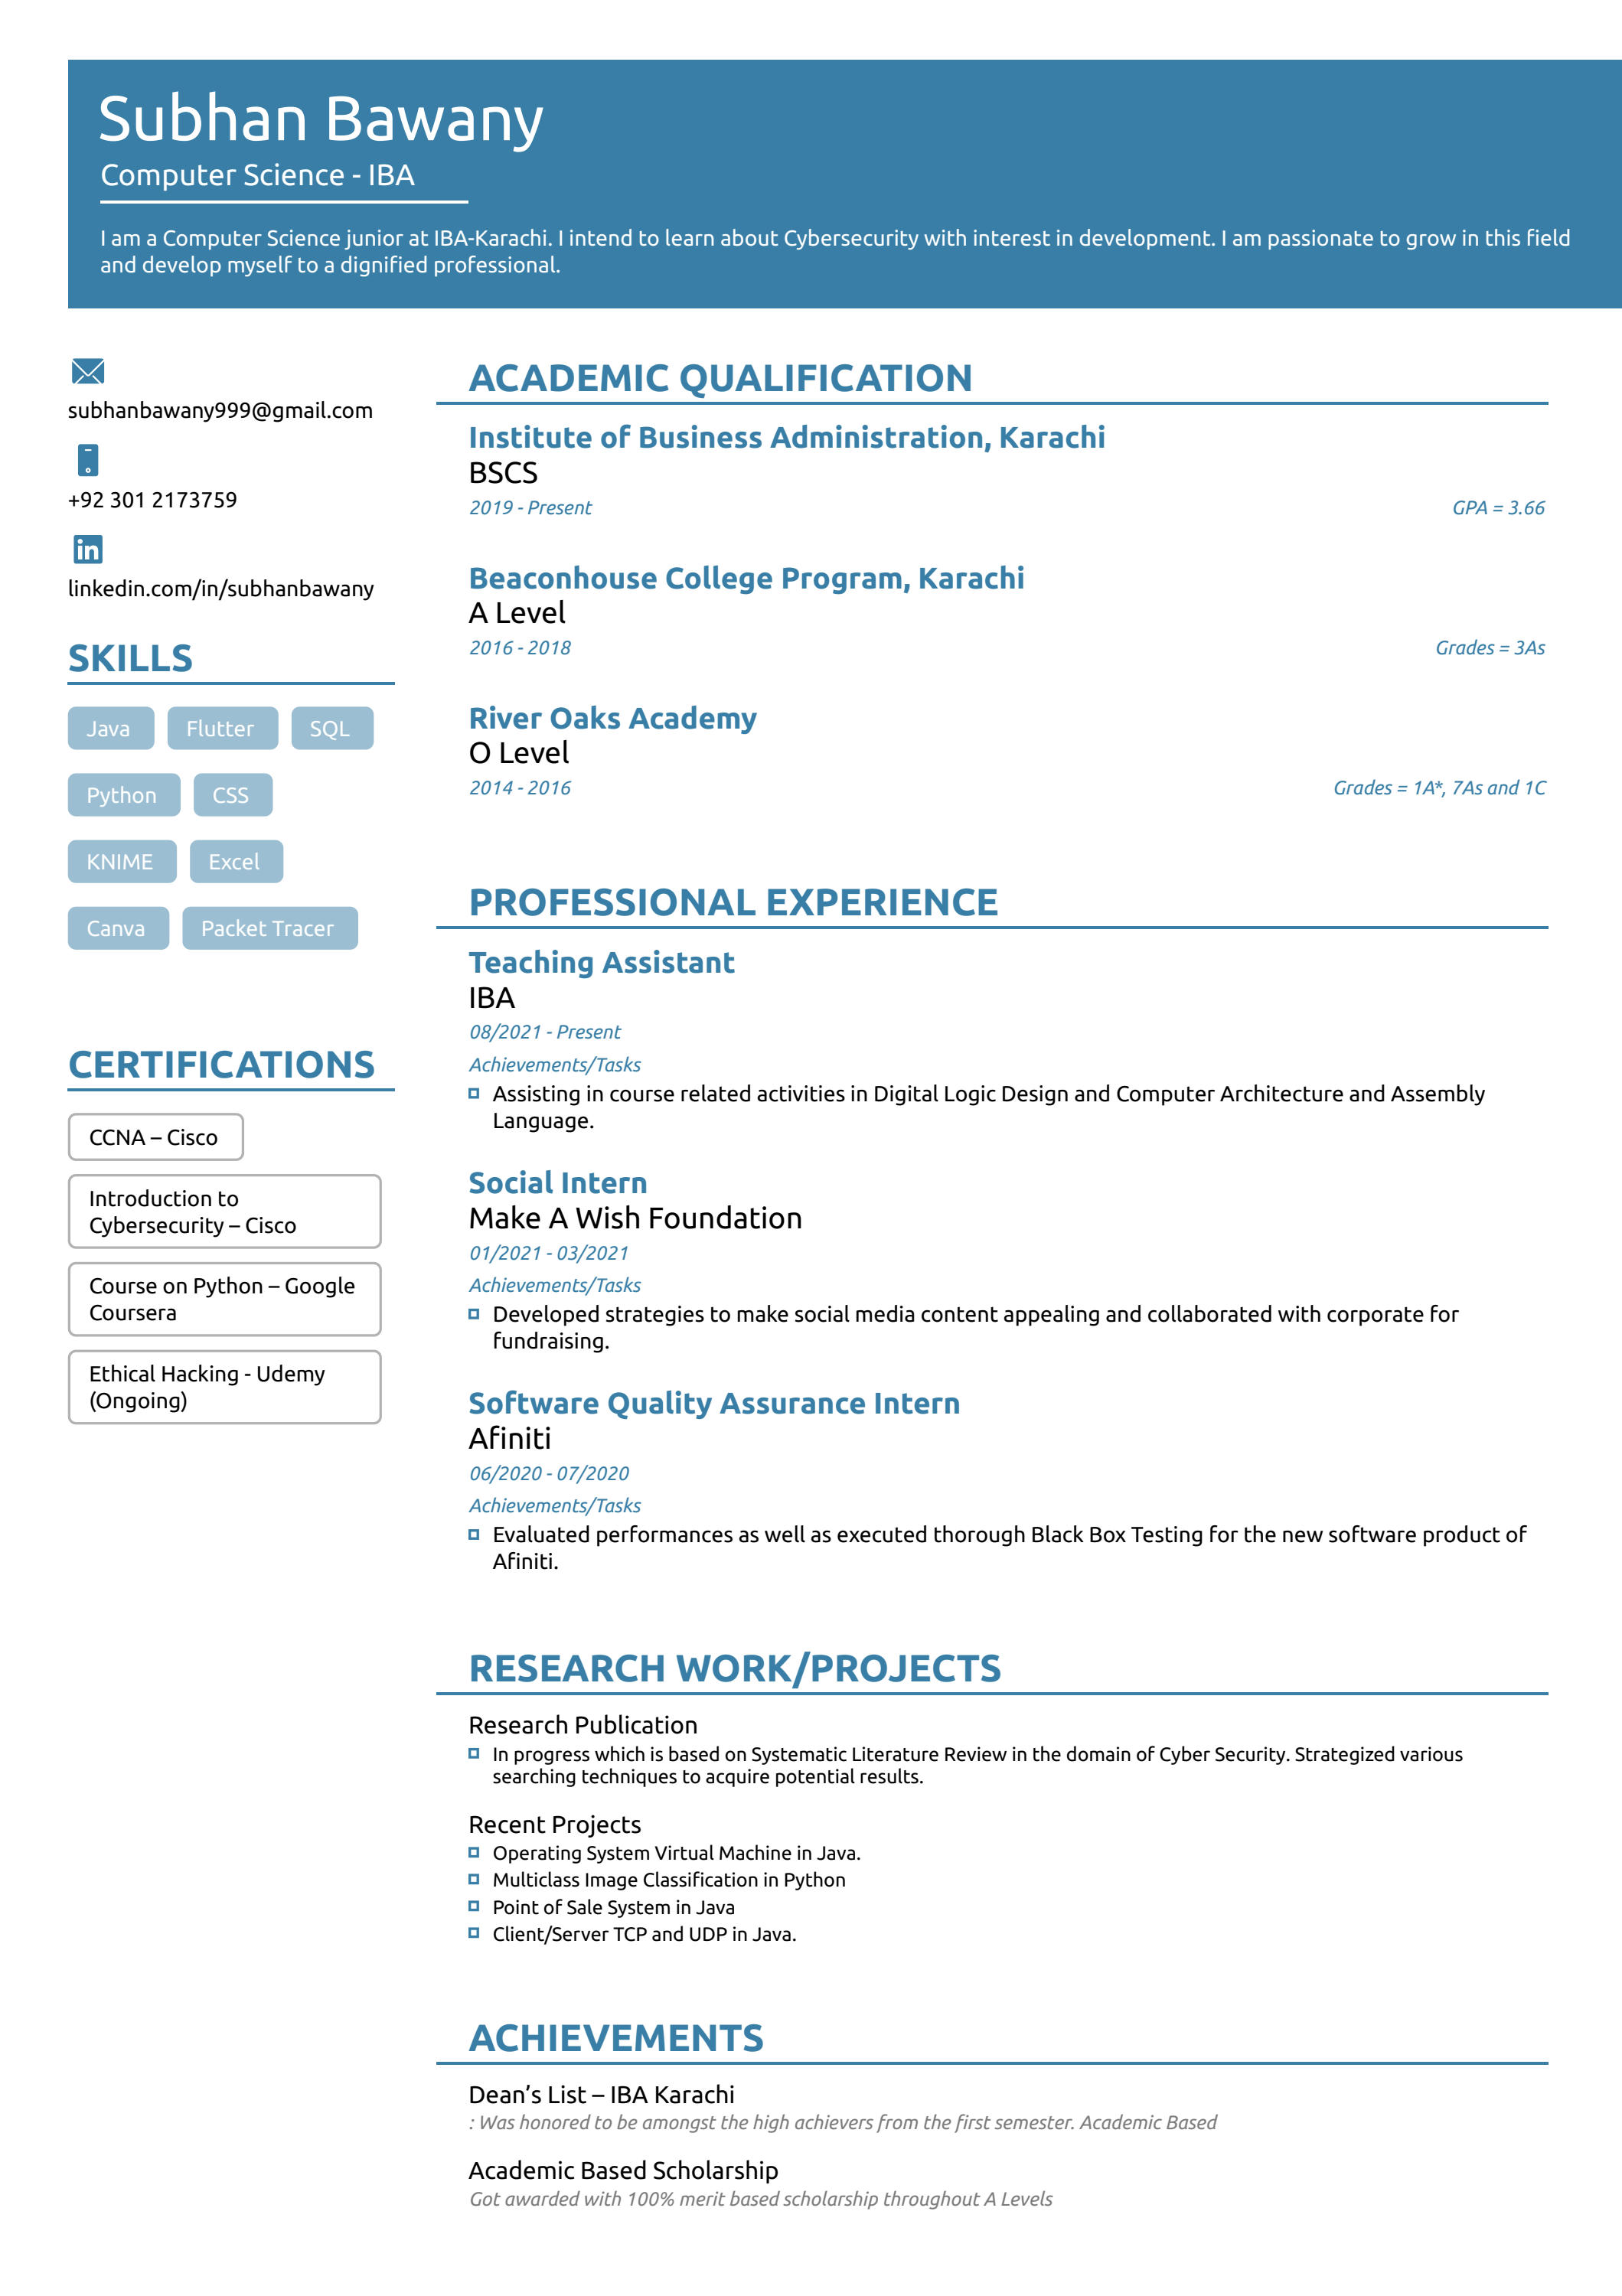 Subhan Bawany
Computer Science - IBA
I am a Computer Science junior at IBA-Karachi. I intend to learn about Cybersecurity with interest in development. I am passionate to grow in this field
and develop myself to a dignified professional.
subhanbawany999@gmail.com
+92 301 2173759
in
linkedin.com/in/subhanbawany
SKILLS
Java Flutter SQL
Python CSS
KNIME Excel
Canva Packet Tracer
CERTIFICATIONS
CCNA – Cisco
Introduction to
Cybersecurity – Cisco
Course on Python – Google
Coursera
Ethical Hacking - Udemy
(Ongoing)
ACADEMIC QUALIFICATION
Institute of Business Administration, Karachi
BSCS
2019 - Present GPA = 3.66
Beaconhouse College Program, Karachi
A Level
2016 - 2018 Grades = 3As
River Oaks Academy
O Level
2014 - 2016 Grades = 1A*, 7As and 1C
PROFESSIONAL EXPERIENCE
Teaching Assistant
IBA
08/2021 - Present
Achievements/Tasks
Assisting in course related activities in Digital Logic Design and Computer Architecture and Assembly
Language.
Social Intern
Make A Wish Foundation
01/2021 - 03/2021
Achievements/Tasks
Developed strategies to make social media content appealing and collaborated with corporate for
fundraising.
Software Quality Assurance Intern
Afiniti
06/2020 - 07/2020
Achievements/Tasks
Evaluated performances as well as executed thorough Black Box Testing for the new software product of
Afiniti.
RESEARCH WORK/PROJECTS
Research Publication
In progress which is based on Systematic Literature Review in the domain of Cyber Security. Strategized various
searching techniques to acquire potential results.
Recent Projects
Operating System Virtual Machine in Java.
Multiclass Image Classification in Python
Point of Sale System in Java
Client/Server TCP and UDP in Java.
ACHIEVEMENTS
Dean’s List – IBA Karachi
: Was honored to be amongst the high achievers from the first semester. Academic Based
Academic Based Scholarship
Got awarded with 100% merit based scholarship throughout A Levels